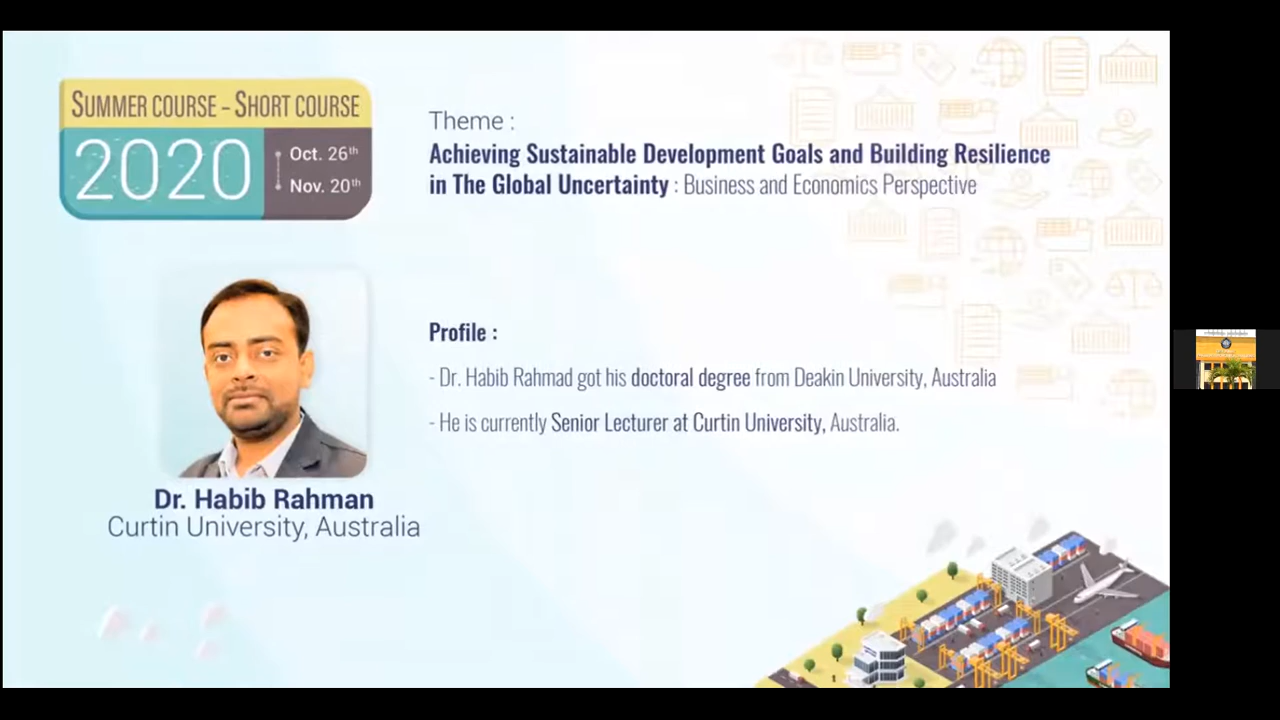 SUMMER COURSE – SHORT COURSE
2020
Oct. 26th
Nov. 20th
Theme :
Achieving Sustainable Development Goals and Building Resilience
in The Global Uncertainty : Business and Economics Perspective
Profile :
- Dr. Habib Rahmad got his doctoral degree from Deakin University, Australia
- He is currently Senior Lecturer at Curtin University, Australia.
Dr. Habib Rahman
Curtin University, Australia